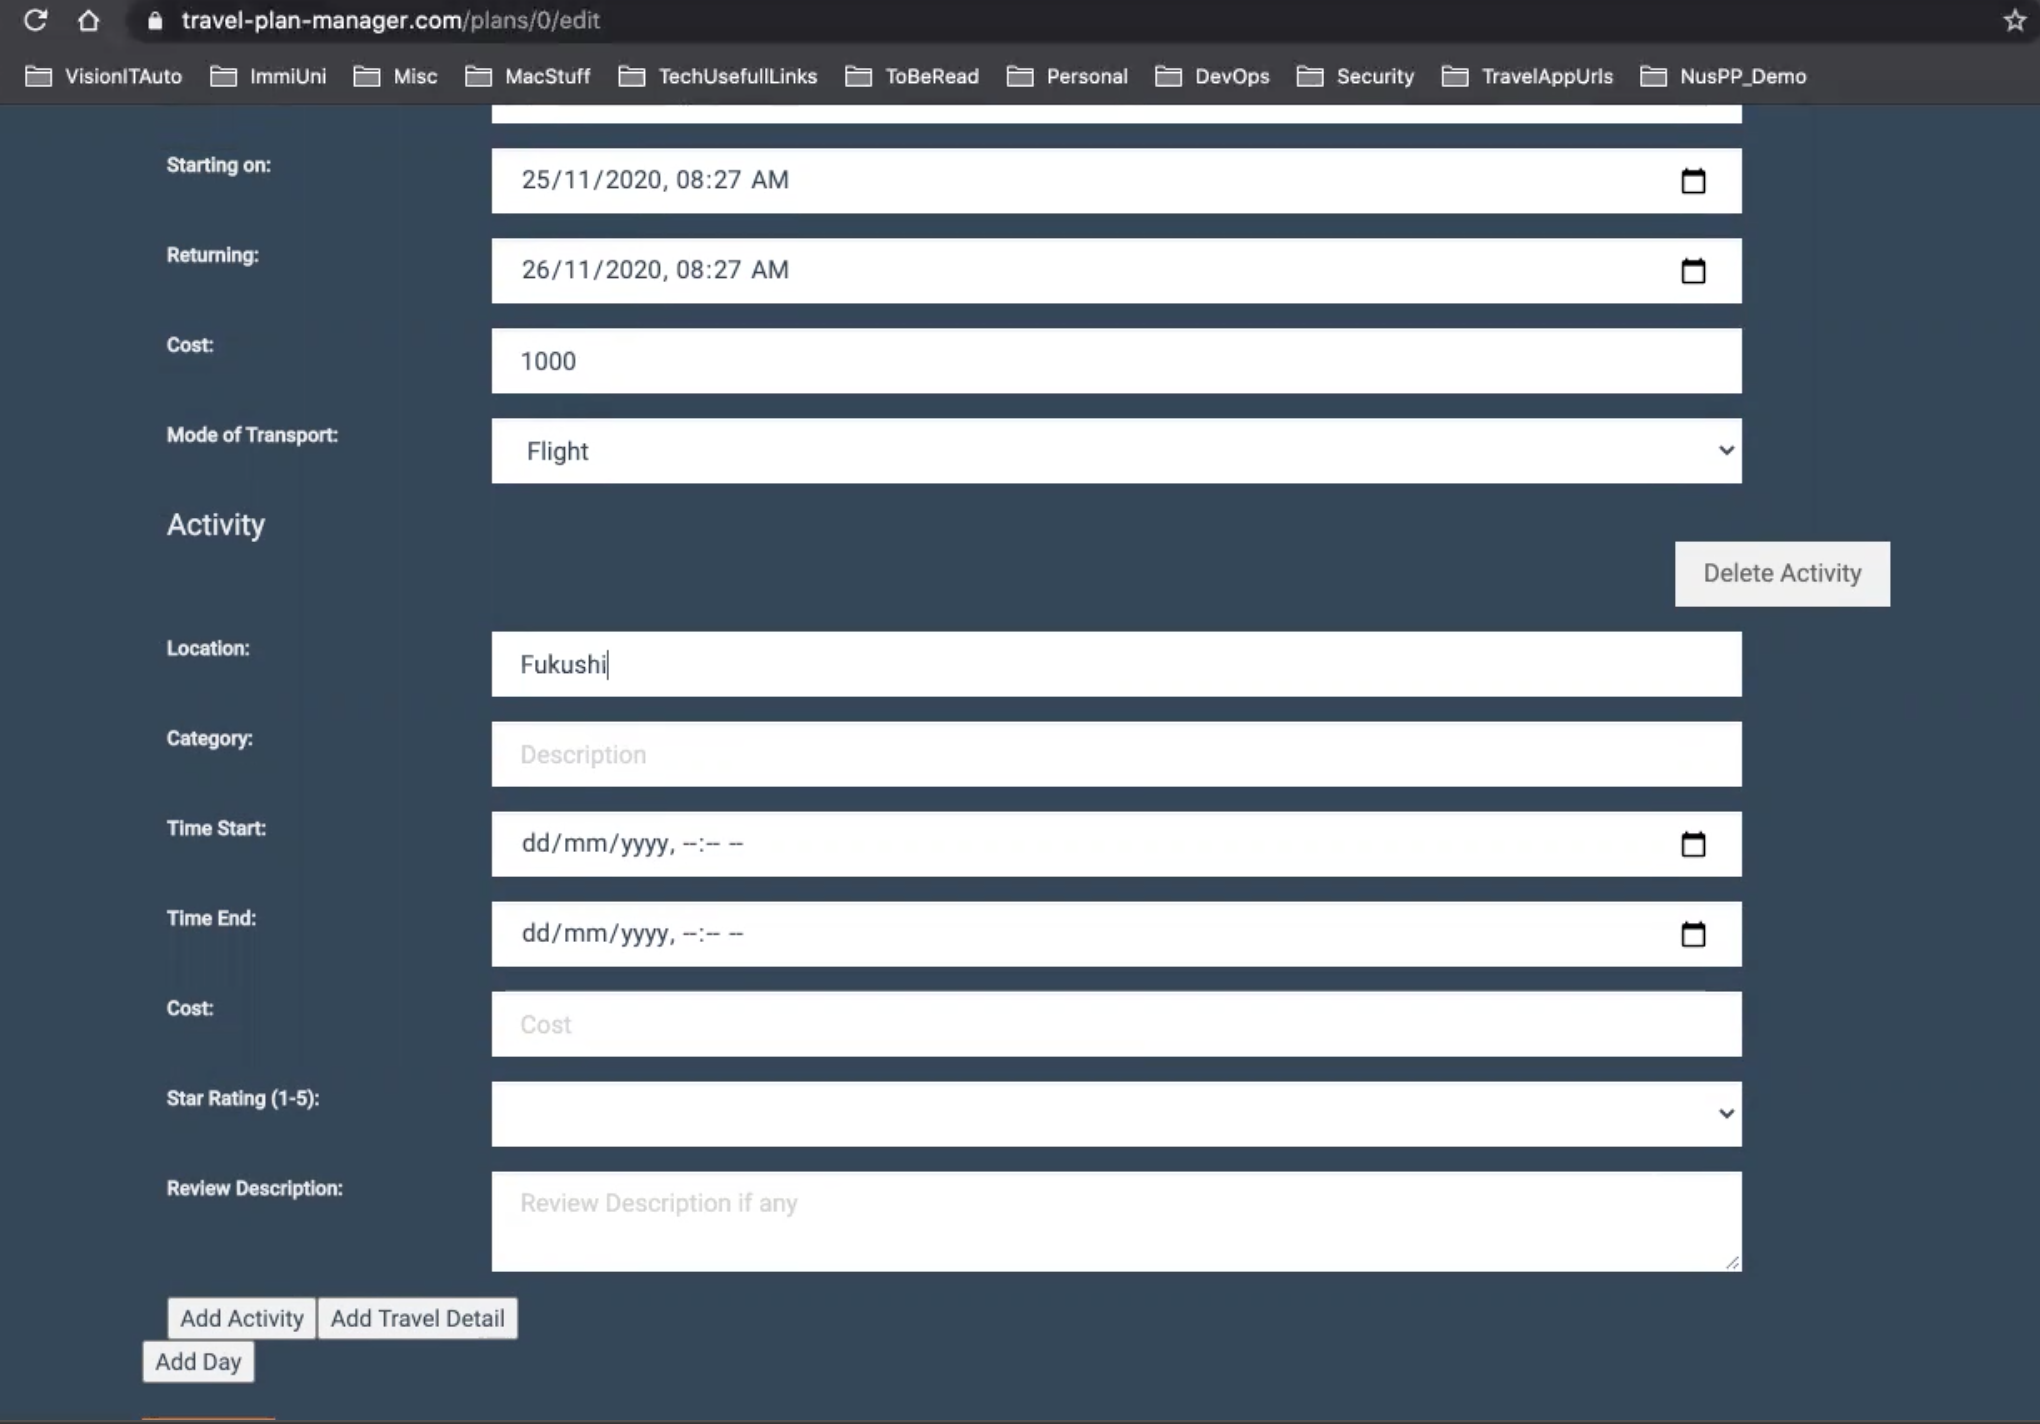 travel-plan-manager.com/plans/0/edit
VisionITAuto ImmiUni Misc MacStuff TechUsefullLinks ToBeRead Personal DevOps Security TravelAppUrls NusPP_Demo
Starting on:
25/11/2020, 08:27 AM
Returning:
26/11/2020, 08:27 AM
Cost:
1000
Mode of Transport:
Flight
Activity
Delete Activity
Location:
Fukushi
Category:
Description
Time Start:
dd/mm/yyyy, --:-- --
Time End:
dd/mm/yyyy, --:-- --
Cost:
Cost
Star Rating (1-5):
Review Description:
Review Description if any
Add Activity Add Travel Detail
Add Day